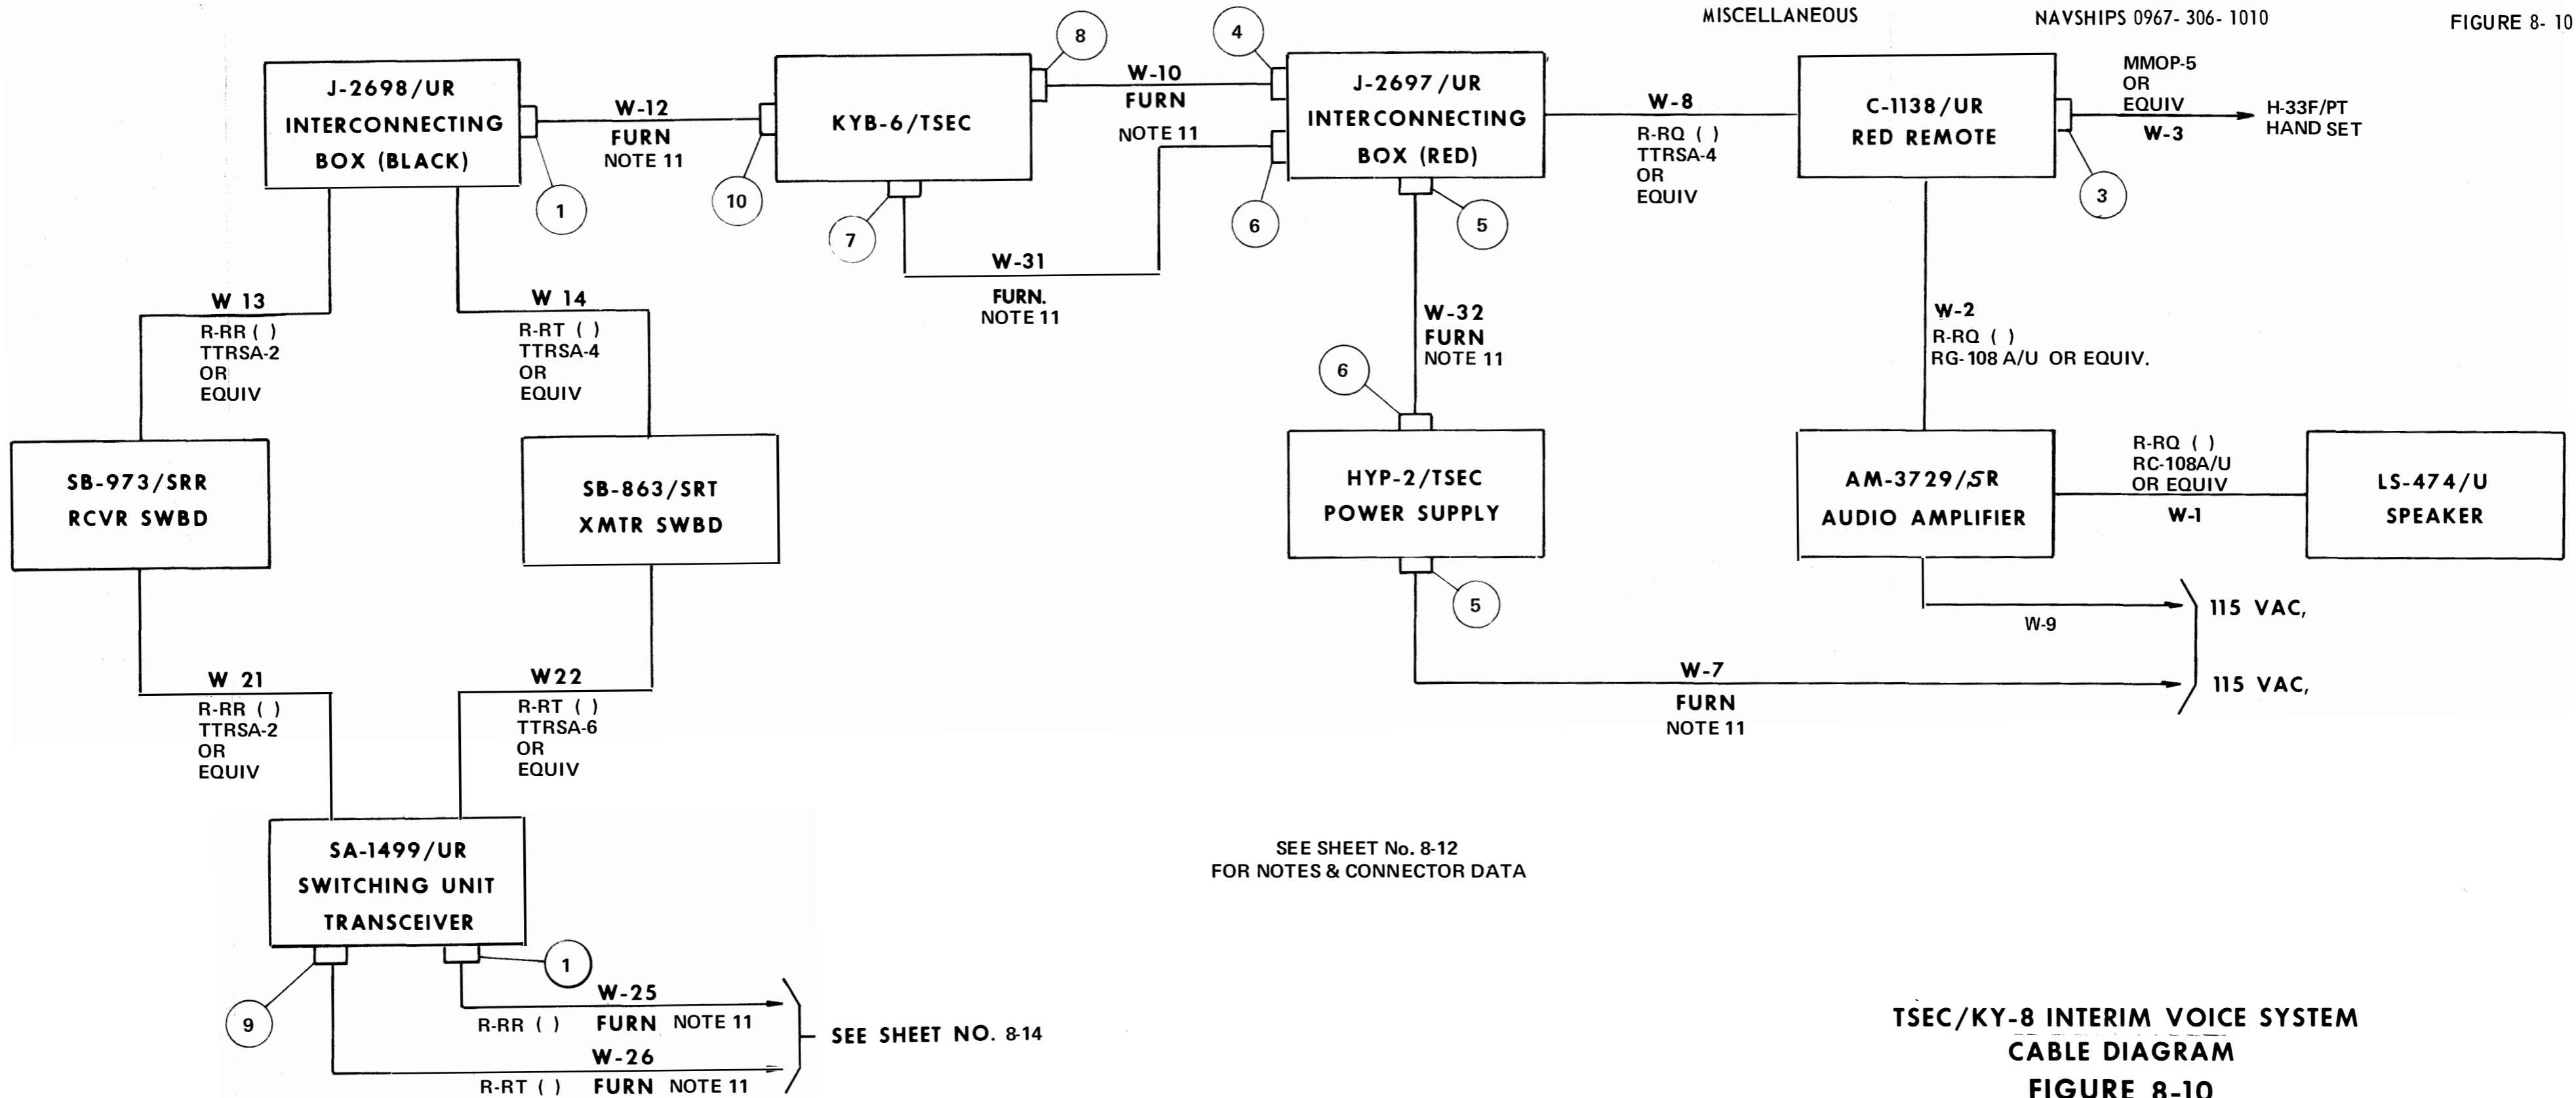 MISCELLANEOUS
NAVSHIPS 0967- 306- 1010
FIGURE 8- 10
J-2698/UR
INTERCONNECTING
BOX (BLACK)
1
W-12
FURN
NOTE 11
10
KYB-6/TSEC
8
7
W-10
FURN
NOTE 11
4
6
J-2697/UR
INTERCONNECTING
BOX (RED)
5
W-8
R-RQ ( )
TTRSA-4
OR
EQUIV
C-1138/UR
RED REMOTE
3
MMOP-5
OR
EQUIV
W-3
H-33F/PT
HAND SET
W-31
FURN.
NOTE 11
W 13
R-RR ( )
TTRSA-2
OR
EQUIV
W 14
R-RT ( )
TTRSA-4
OR
EQUIV
W-32
FURN
NOTE 11
6
W-2
R-RQ ( )
RG-108 A/U OR EQUIV.
SB-973/SRR
RCVR SWBD
SB-863/SRT
XMTR SWBD
HYP-2/TSEC
POWER SUPPLY
5
AM-3729/SR
AUDIO AMPLIFIER
R-RQ ( )
RC-108A/U
OR EQUIV
W-1
LS-474/U
SPEAKER
W-9
115 VAC,
W-7
FURN
NOTE 11
115 VAC,
W 21
R-RR ( )
TTRSA-2
OR
EQUIV
W22
R-RT ( )
TTRSA-6
OR
EQUIV
SA-1499/UR
SWITCHING UNIT
TRANSCEIVER
9
1
W-25
R-RR ( ) FURN NOTE 11
W-26
R-RT ( ) FURN NOTE 11
SEE SHEET NO. 8-14
SEE SHEET No. 8-12
FOR NOTES & CONNECTOR DATA
TSEC/KY-8 INTERIM VOICE SYSTEM
CABLE DIAGRAM
FIGURE 8-10